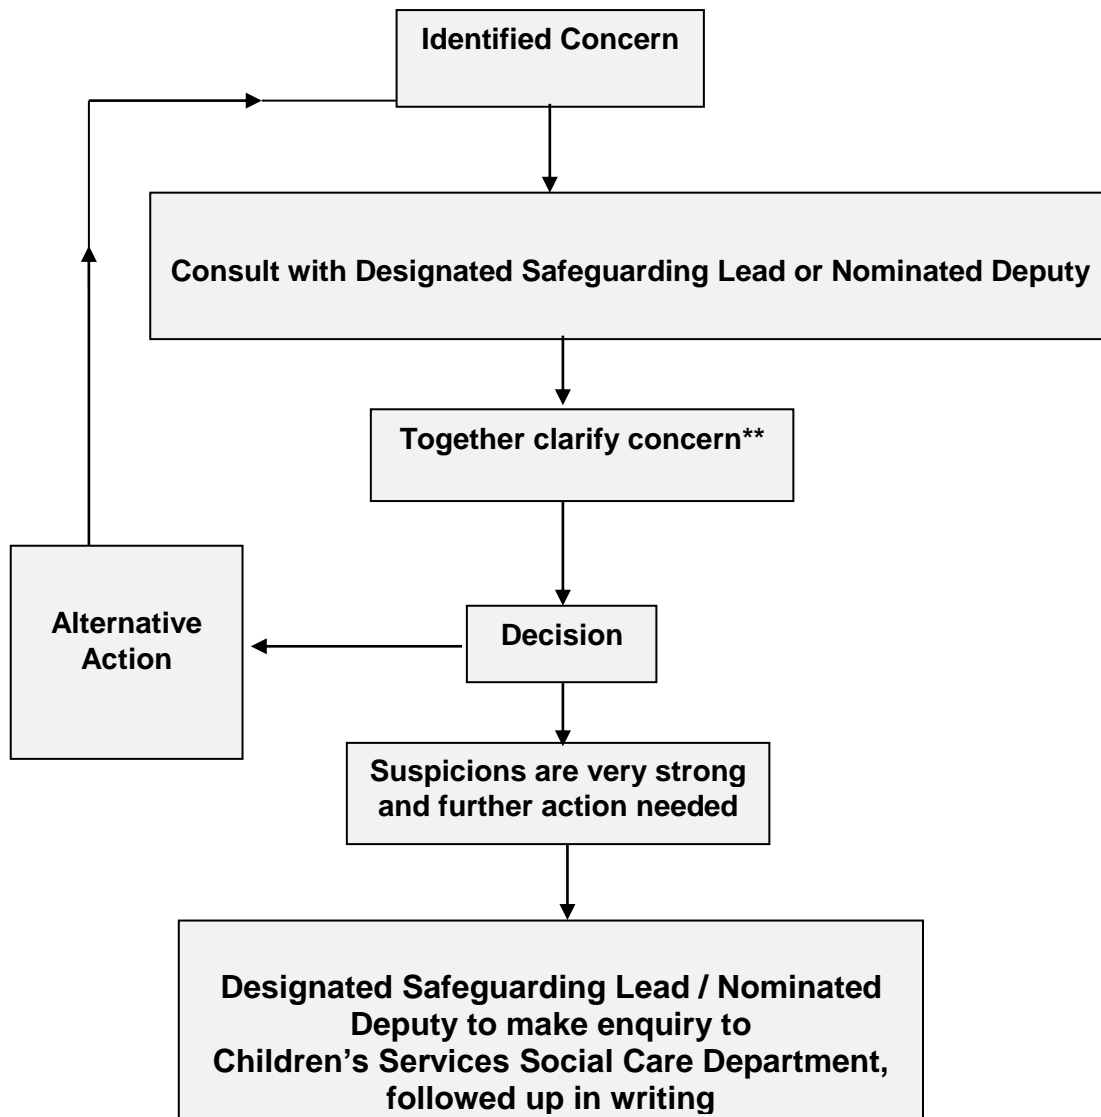 Identified Concern
Consult with Designated Safeguarding Lead or Nominated Deputy
Together clarify concern**
Alternative
Action
Decision
Suspicions are very strong
and further action needed
Designated Safeguarding Lead / Nominated
Deputy to make enquiry to
Children’s Services Social Care Department,
followed up in writing